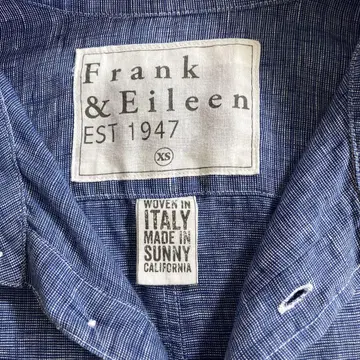 Frank
& Eileen
EST 1947
XS
WOVEN IN
ITALY
MADE IN
SUNNY
CALIFORNIA